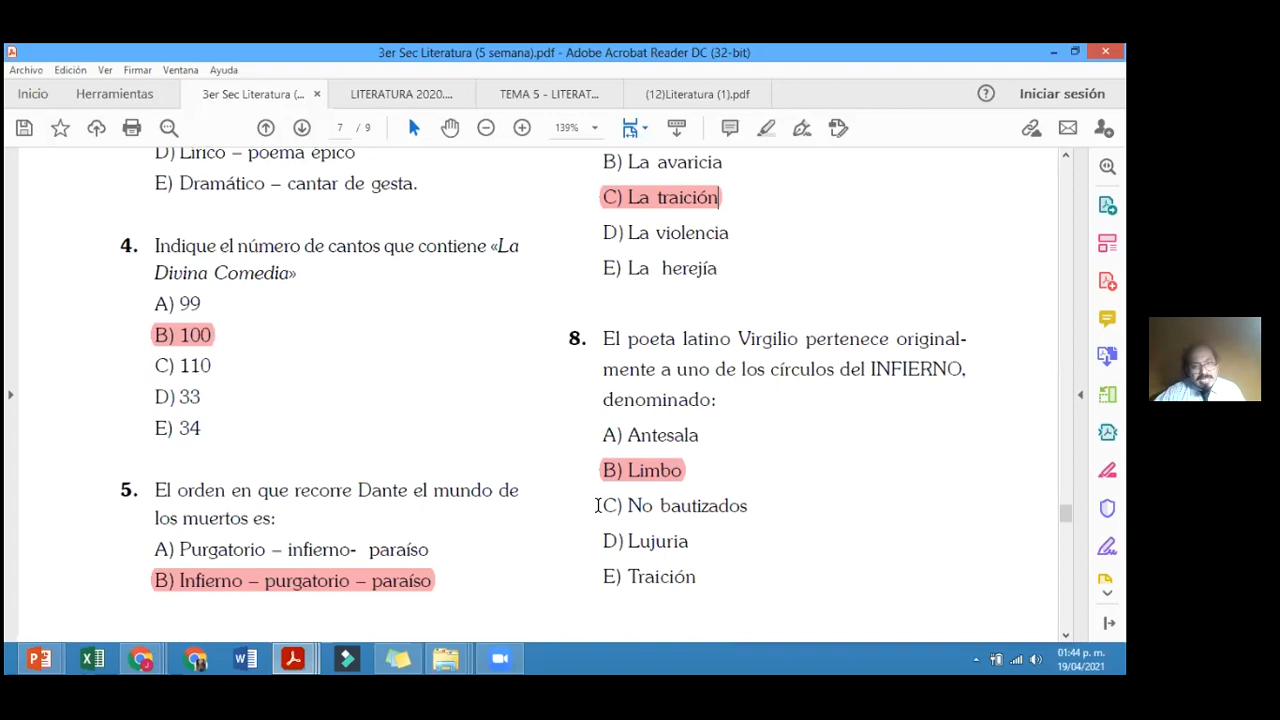 3er Sec Literatura (5 semana).pdf - Adobe Acrobat Reader DC (32-bit)
Archivo Edición Ver Firmar Ventana Ayuda
Inicio Herramientas 3er Sec Literatura (... × LITERATURA 2020.... TEMA 5 - LITERAT... (12)Literatura (1).pdf Iniciar sesión
7 / 9 139%
D) Lírico – poema épico
E) Dramático – cantar de gesta.
4. Indique el número de cantos que contiene «La
Divina Comedia»
A) 99
B) 100
C) 110
D) 33
E) 34
5. El orden en que recorre Dante el mundo de
los muertos es:
A) Purgatorio – infierno- paraíso
B) Infierno – purgatorio – paraíso
B) La avaricia
C) La traición
D) La violencia
E) La herejía
8. El poeta latino Virgilio pertenece original-
mente a uno de los círculos del INFIERNO,
denominado:
A) Antesala
B) Limbo
C) No bautizados
D) Lujuria
E) Traición
01:44 p. m.
19/04/2021